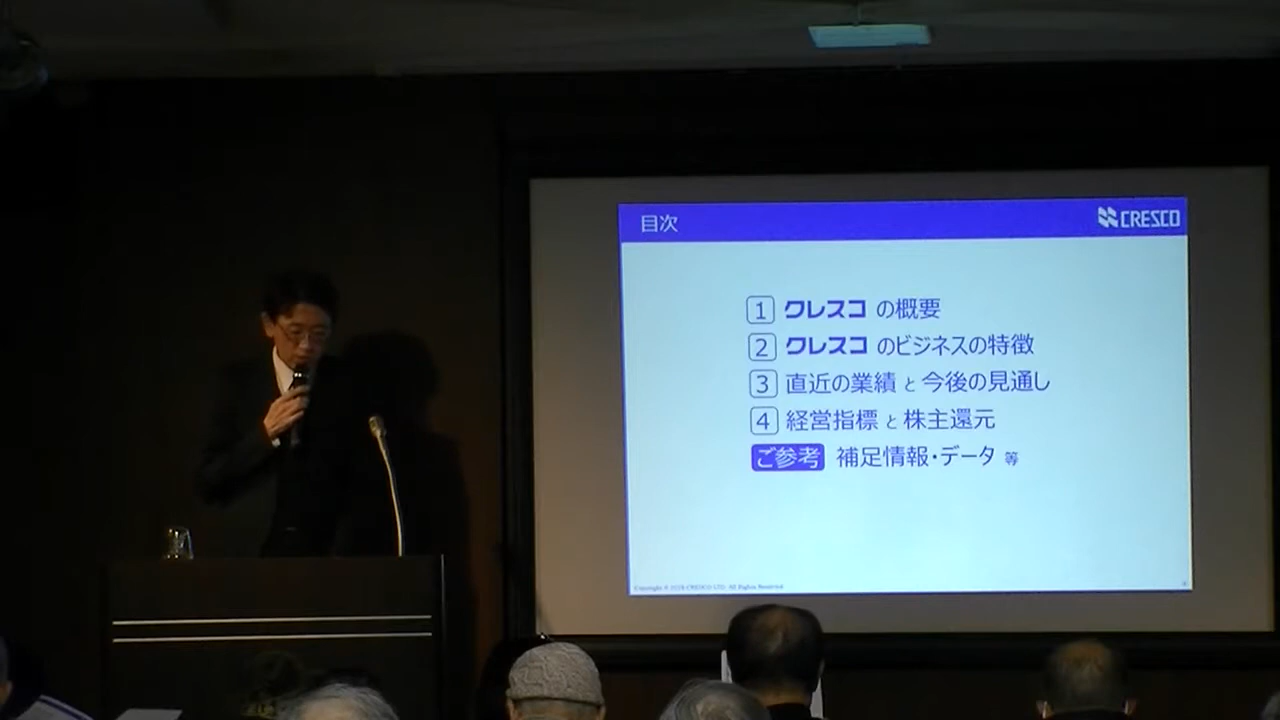 目次
CRESCO
1 クレスコ の概要
2 クレスコ のビジネスの特徴
3 直近の業績 と 今後の見通し
4 経営指標 と 株主還元
ご参考 補足情報・データ 等